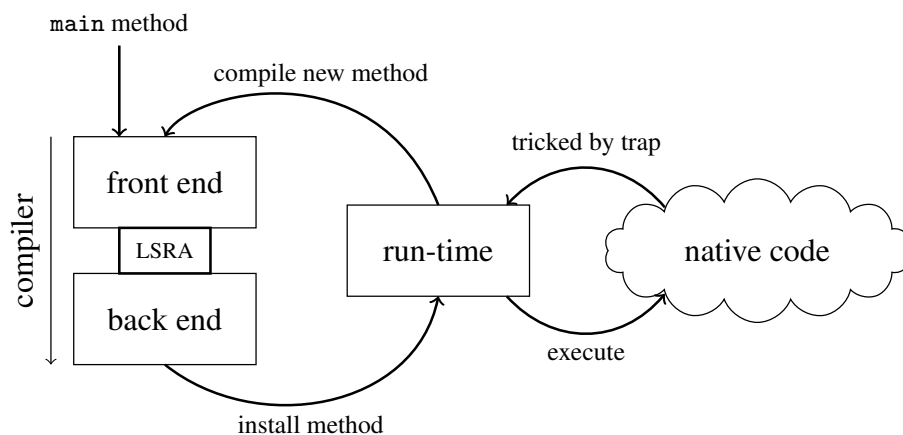 main method
compile new method
tricked by trap
compiler
front end
LSRA
run-time
native code
back end
execute
install method